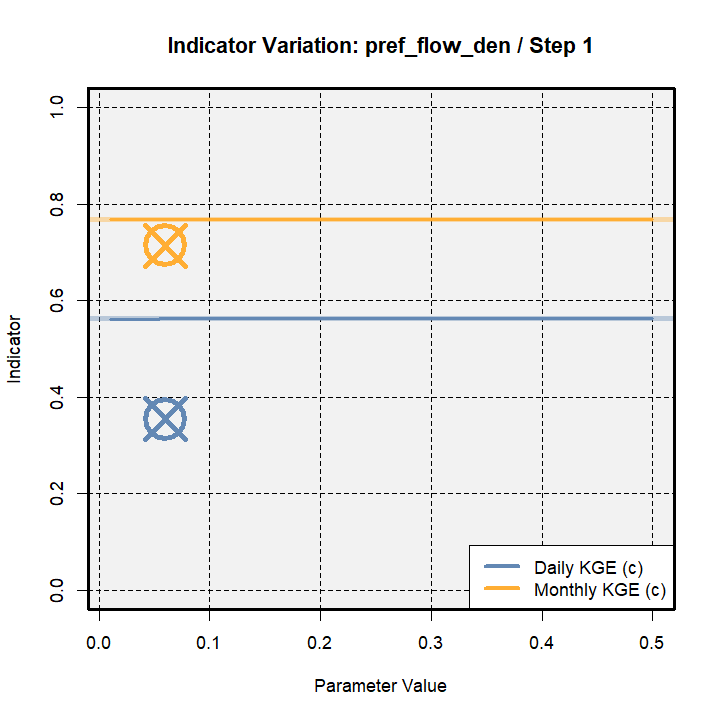 Indicator Variation: pref_flow_den / Step 1
Indicator
1.0
0.8
0.6
0.4
0.2
0.0
Daily KGE (c)
Monthly KGE (c)
0.0 0.1 0.2 0.3 0.4 0.5
Parameter Value